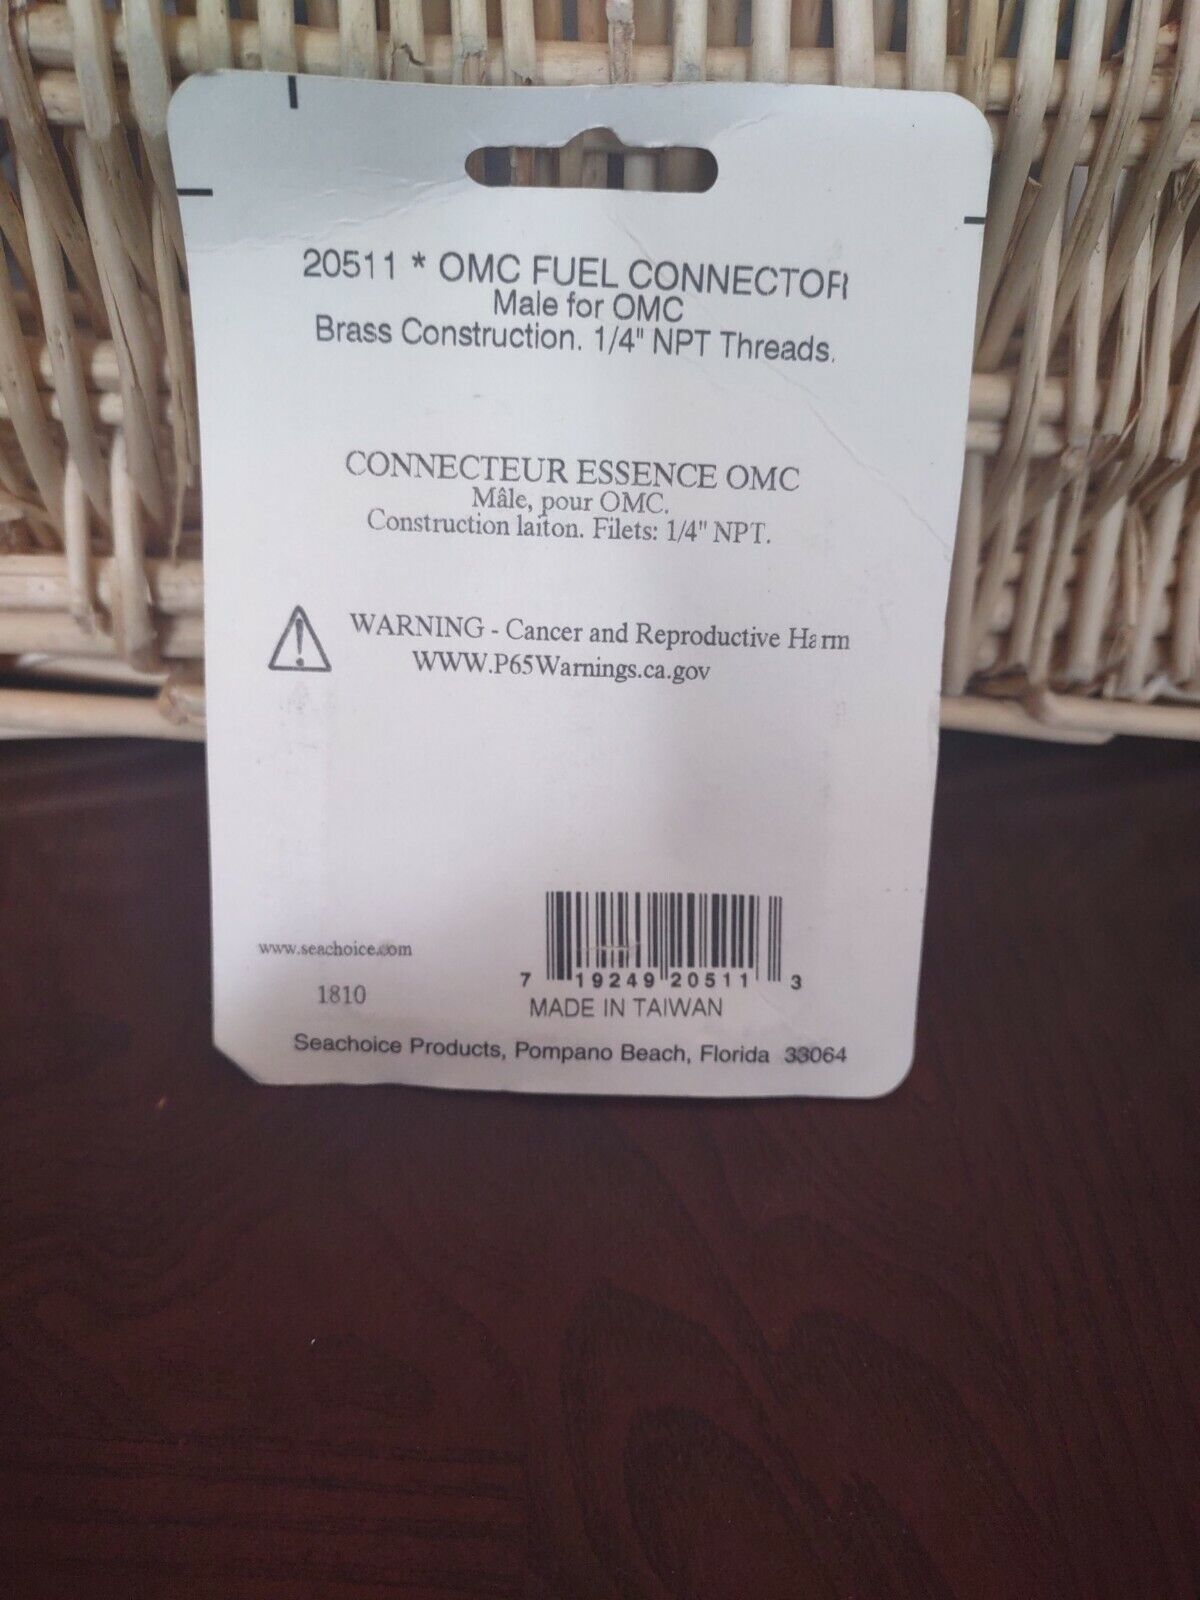 20511 * OMC FUEL CONNECTOR
Male for OMC
Brass Construction. 1/4" NPT Threads.
CONNECTEUR ESSENCE OMC
Mâle, pour OMC.
Construction laiton. Filets: 1/4" NPT.
WARNING - Cancer and Reproductive Harm
WWW.P65Warnings.ca.gov
www.seachoice.com
1810
7 19249 20511 3
MADE IN TAIWAN
Seachoice Products, Pompano Beach, Florida 33064